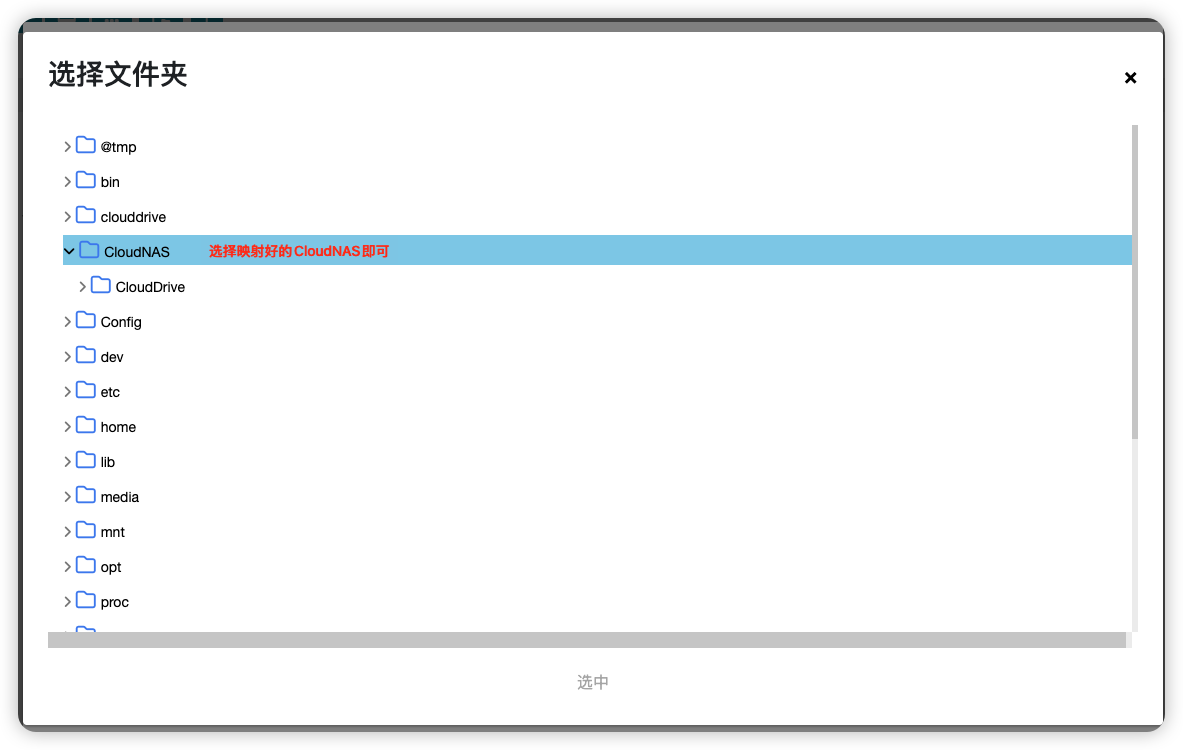 选择文件夹
@tmp
bin
clouddrive
CloudNAS 选择映射好的CloudNAS即可
CloudDrive
Config
dev
etc
home
lib
media
mnt
opt
proc
选中